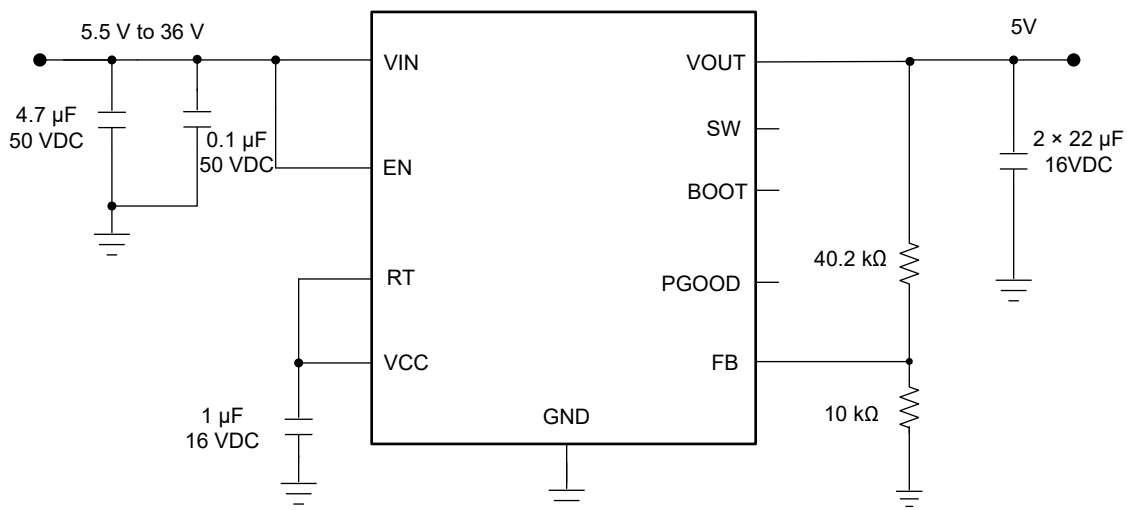 5.5 V to 36 V
5V
VIN
VOUT
4.7 µF
50 VDC
0.1 µF
50 VDC
SW
2 × 22 µF
16VDC
EN
BOOT
RT
PGOOD
40.2 kΩ
VCC
FB
1 µF
16 VDC
GND
10 kΩ